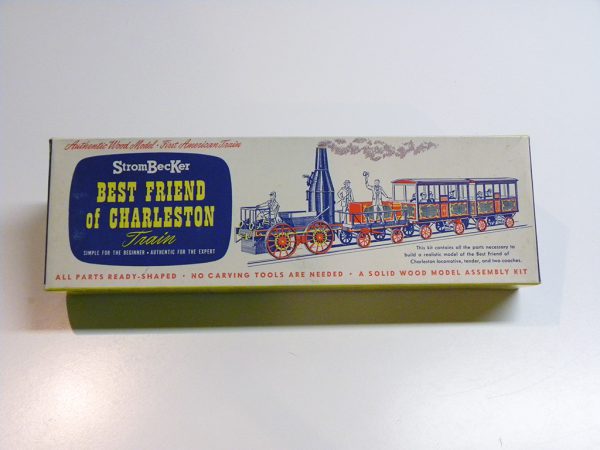 Authentic Wood Model - First American Train
StromBecKer
BEST FRIEND
of CHARLESTON
Train
SIMPLE FOR THE BEGINNER • AUTHENTIC FOR THE EXPERT
This kit contains all the parts necessary to
build a realistic model of the Best Friend of
Charleston locomotive, tender, and two coaches.
ALL PARTS READY-SHAPED • NO CARVING TOOLS ARE NEEDED • A SOLID WOOD MODEL ASSEMBLY KIT